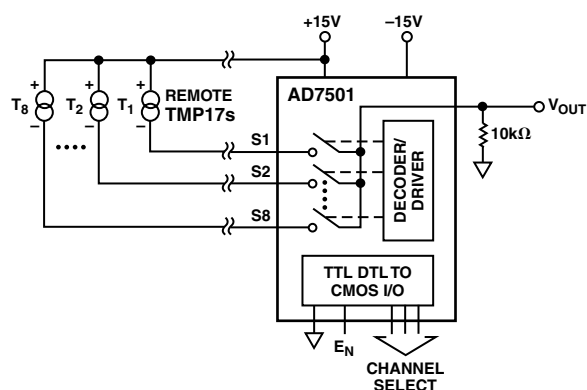 +15V
–15V
+
+
+
T8
T2
T1
REMOTE
TMP17s
–
–
–
AD7501
VOUT
10kΩ
S1
S2
S8
DECODER/
DRIVER
TTL DTL TO
CMOS I/O
EN
CHANNEL
SELECT